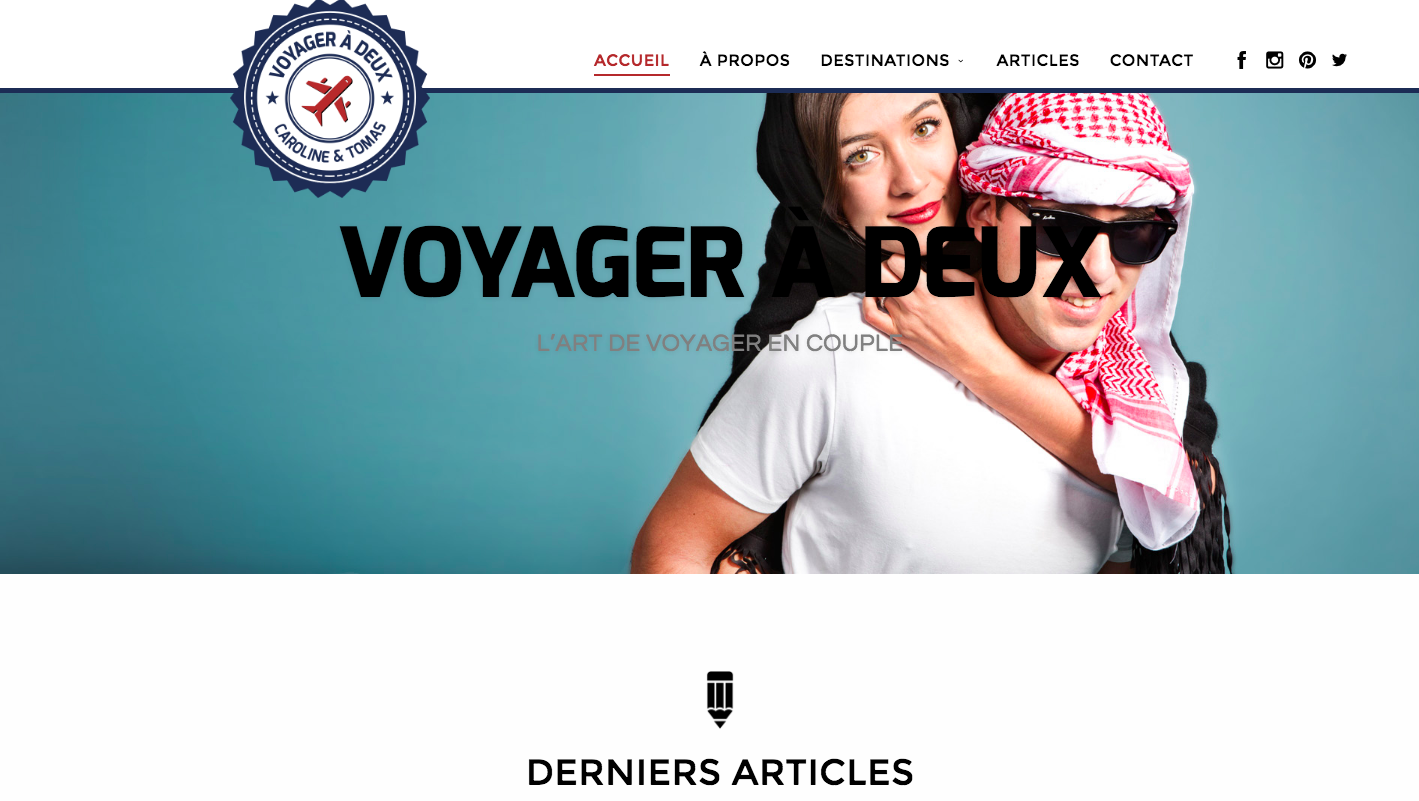 VOYAGER À DEUX
CAROLINE & TOMAS
ACCUEIL
À PROPOS
DESTINATIONS
ARTICLES
CONTACT
VOYAGER À DEUX
L'ART DE VOYAGER EN COUPLE
DERNIERS ARTICLES